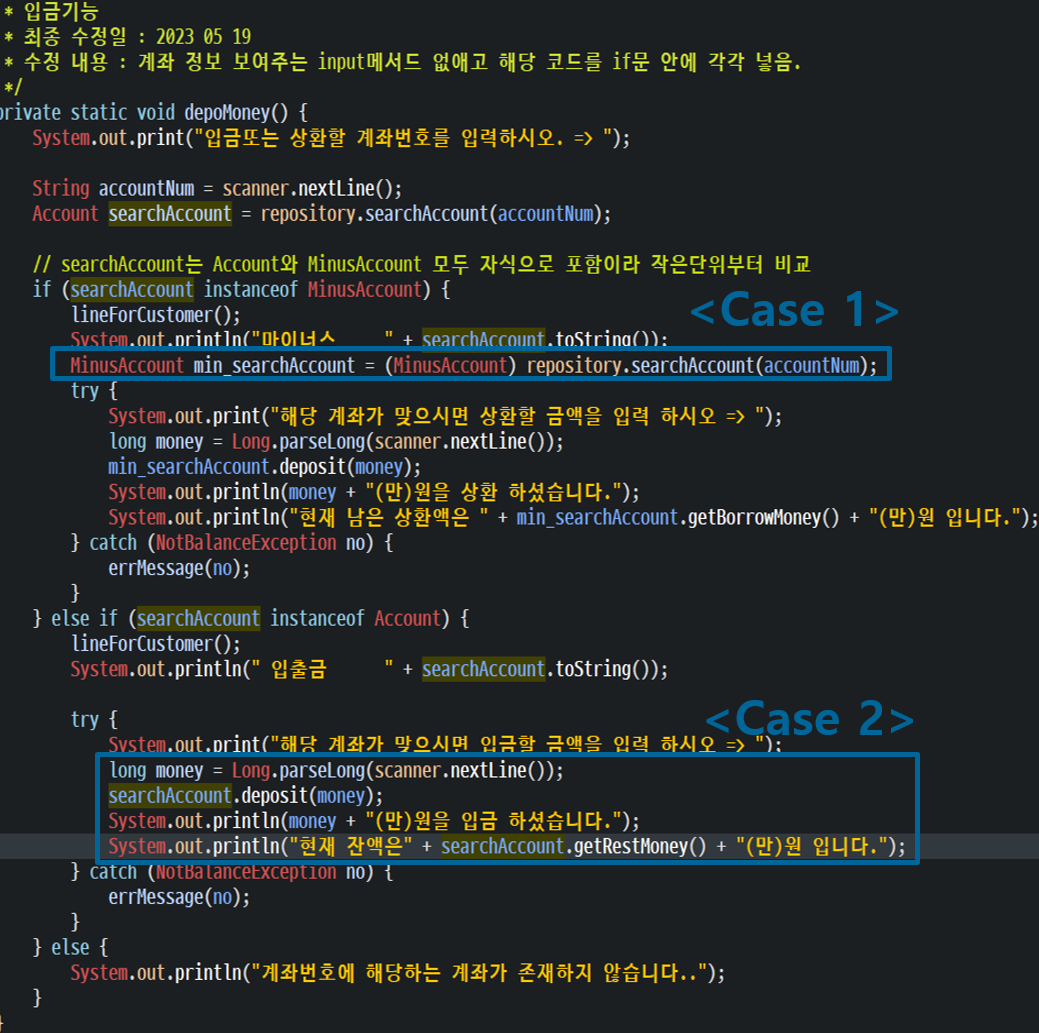 * 입금기능
* 최종 수정일 : 2023 05 19
* 수정 내용 : 계좌 정보 보여주는 input메서드 없애고 해당 코드를 if문 안에 각각 넣음.
*/
private static void depoMoney() {
System.out.print("입금또는 상환할 계좌번호를 입력하시오. => ");
String accountNum = scanner.nextLine();
Account searchAccount = repository.searchAccount(accountNum);
// searchAccount는 Account와 MinusAccount 모두 자식으로 포함이라 작은단위부터 비교
if (searchAccount instanceof MinusAccount) {
<Case 1>
lineForCustomer();
System.out.println("마이너스     " + searchAccount.toString());
MinusAccount min_searchAccount = (MinusAccount) repository.searchAccount(accountNum);
try {
System.out.print("해당 계좌가 맞으시면 상환할 금액을 입력 하시오 => ");
long money = Long.parseLong(scanner.nextLine());
min_searchAccount.deposit(money);
System.out.println(money + "(만)원을 상환 하셨습니다.");
System.out.println("현재 남은 상환액은 " + min_searchAccount.getBorrowMoney() + "(만)원 입니다.");
} catch (NotBalanceException no) {
errMessage(no);
}
} else if (searchAccount instanceof Account) {
lineForCustomer();
System.out.println(" 입출금      " + searchAccount.toString());
try {
<Case 2>
System.out.print("해당 계좌가 맞으시면 입금할 금액을 입력 하시오 => ");
long money = Long.parseLong(scanner.nextLine());
searchAccount.deposit(money);
System.out.println(money + "(만)원을 입금 하셨습니다.");
System.out.println("현재 잔액은" + searchAccount.getRestMoney() + "(만)원 입니다.");
} catch (NotBalanceException no) {
errMessage(no);
}
} else {
System.out.println("계좌번호에 해당하는 계좌가 존재하지 않습니다..");
}
}